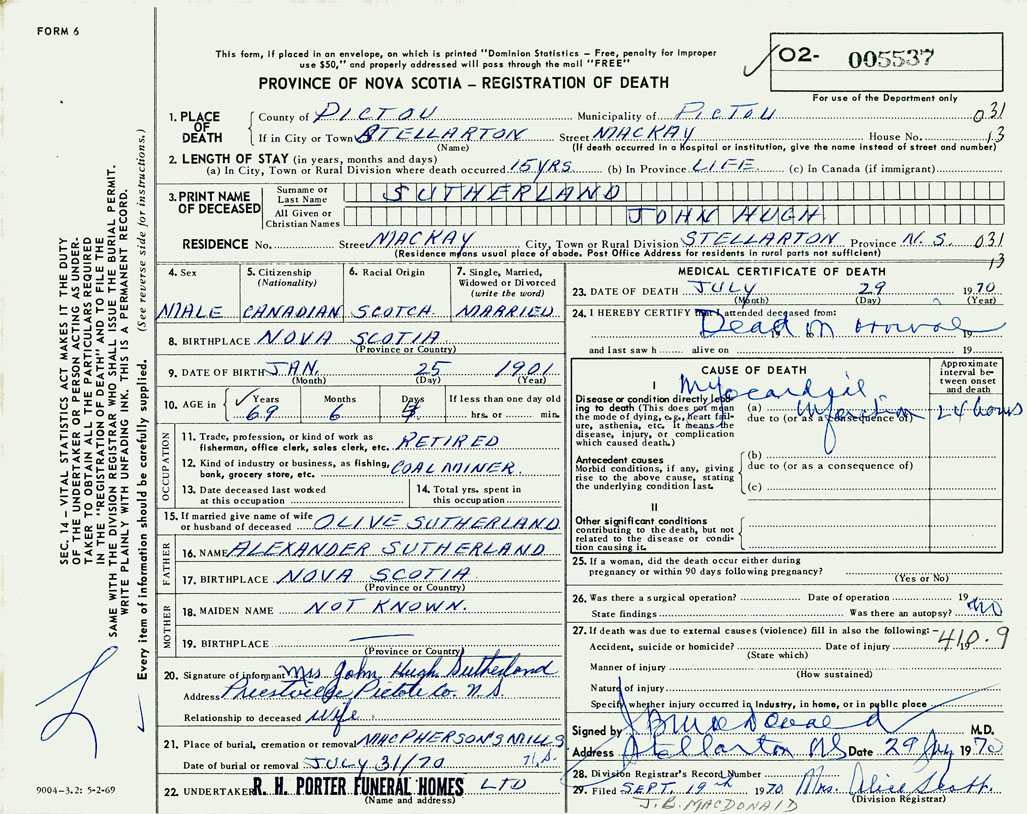 FORM 6
This form, if placed in an envelope, on which is printed "Dominion Statistics – Free, penalty for improper
use $50," and properly addressed will pass through the mail "FREE"
O2- 005537
For use of the Department only
PROVINCE OF NOVA SCOTIA – REGISTRATION OF DEATH
1. PLACE OF DEATH
County of PICTOU Municipality of PICTOU 031
If in City or Town STELLARTON Street MACKAY House No. 13
(Name) (If death occurred in a hospital or institution, give the name instead of street and number)
2. LENGTH OF STAY (in years, months and days)
(a) In City, Town or Rural Division where death occurred 15 YRS. (b) In Province LIFE. (c) In Canada (if immigrant)
3. PRINT NAME OF DECEASED
Surname or Last Name SUTHERLAND
All Given or Christian Names JOHN HUGH
RESIDENCE No. Street MACKAY City, Town or Rural Division STELLARTON Province N.S. 031
(Residence means usual place of abode. Post Office Address for residents in rural parts not sufficient) 13
4. Sex
MALE
5. Citizenship
(Nationality)
CANADIAN
6. Racial Origin
SCOTCH
7. Single, Married,
Widowed or Divorced
(write the word)
MARRIED
8. BIRTHPLACE NOVA SCOTIA
(Province or Country)
9. DATE OF BIRTH JAN. 25 1901
(Month) (Day) (Year)
10. AGE in
Years Months Days If less than one day old
69 6 hrs. or min.
OCCUPATION
11. Trade, profession, or kind of work as
fisherman, office clerk, sales clerk, etc. RETIRED
12. Kind of industry or business, as fishing,
bank, grocery store, etc. COAL MINER.
13. Date deceased last worked
at this occupation
14. Total yrs. spent in
this occupation
15. If married give name of wife
or husband of deceased OLIVE SUTHERLAND
FATHER
16. NAME ALEXANDER SUTHERLAND
17. BIRTHPLACE NOVA SCOTIA
(Province or Country)
MOTHER
18. MAIDEN NAME NOT KNOWN.
19. BIRTHPLACE
(Province or Country)
20. Signature of informant Mrs John Hugh Sutherland
Address Priestville Pictou Co. N.S
Relationship to deceased Wife.
21. Place of burial, cremation or removal MACPHERSONS MILLS
Date of burial or removal JULY 31/70 N.S.
22. UNDERTAKER R. H. PORTER FUNERAL HOMES LTD
(Name and address)
MEDICAL CERTIFICATE OF DEATH
23. DATE OF DEATH JULY 29 1970
(Month) (Day) (Year)
24. I HEREBY CERTIFY that I attended deceased from:
Dead on arrival
19 19
and last saw h alive on 19
CAUSE OF DEATH
Approximate interval between onset and death
I
Disease or condition directly leading to death (This does not mean the mode of dying, e.g., heart failure, asthenia, etc. It means the disease, injury, or complication which caused death.)
(a) Myocardial Infarction 24 hours
due to (or as a consequence of)
Antecedent causes
Morbid conditions, if any, giving rise to the above cause, stating the underlying condition last.
(b)
due to (or as a consequence of)
(c)
II
Other significant conditions contributing to the death, but not related to the disease or condition causing it.
25. If a woman, did the death occur either during
pregnancy or within 90 days following pregnancy?
(Yes or No)
26. Was there a surgical operation? Date of operation 19
State findings Was there an autopsy? No
27. If death was due to external causes (violence) fill in also the following:–
Accident, suicide or homicide? Date of injury 19 410.9
(State which)
Manner of injury
(How sustained)
Nature of injury
Specify whether injury occurred in industry, in home, or in public place
Signed by J Bruce Donald M.D.
Address Stellarton NS Date 29 July 1970
28. Division Registrar's Record Number
29. Filed SEPT. 19th 1970 Mrs. Alice Scott.
(Division Registrar)
J.B. MACDONALD
SEC. 14 – VITAL STATISTICS ACT MAKES IT THE DUTY
OF THE UNDERTAKER OR PERSON ACTING AS UNDER-
TAKER TO OBTAIN ALL THE PARTICULARS REQUIRED
IN THE "REGISTRATION OF DEATH" AND TO FILE THE
SAME WITH THE DIVISION REGISTRAR WHO SHALL ISSUE THE BURIAL PERMIT.
WRITE PLAINLY WITH UNFADING INK. THIS IS A PERMANENT RECORD.
Every item of information should be carefully supplied. (See reverse side for instructions.)
9004-3.2: 5-2-69